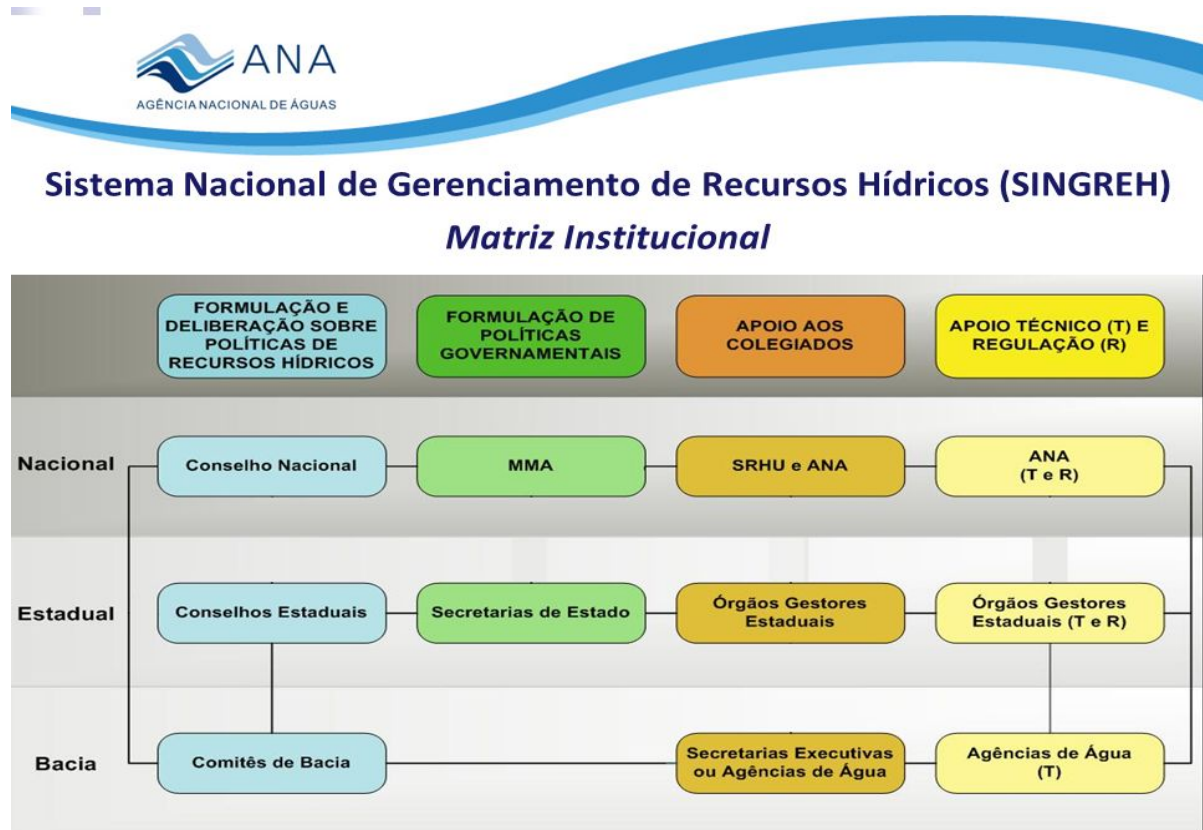 ANA
AGÊNCIA NACIONAL DE ÁGUAS
Sistema Nacional de Gerenciamento de Recursos Hídricos (SINGREH)
Matriz Institucional
FORMULAÇÃO E
DELIBERAÇÃO SOBRE
POLÍTICAS DE
RECURSOS HÍDRICOS
FORMULAÇÃO DE
POLÍTICAS
GOVERNAMENTAIS
APOIO AOS
COLEGIADOS
APOIO TÉCNICO (T) E
REGULAÇÃO (R)
Nacional
Conselho Nacional
MMA
SRHU e ANA
ANA
(T e R)
Estadual
Conselhos Estaduais
Secretarias de Estado
Órgãos Gestores
Estaduais
Órgãos Gestores
Estaduais (T e R)
Bacia
Comitês de Bacia
Secretarias Executivas
ou Agências de Água
Agências de Água
(T)